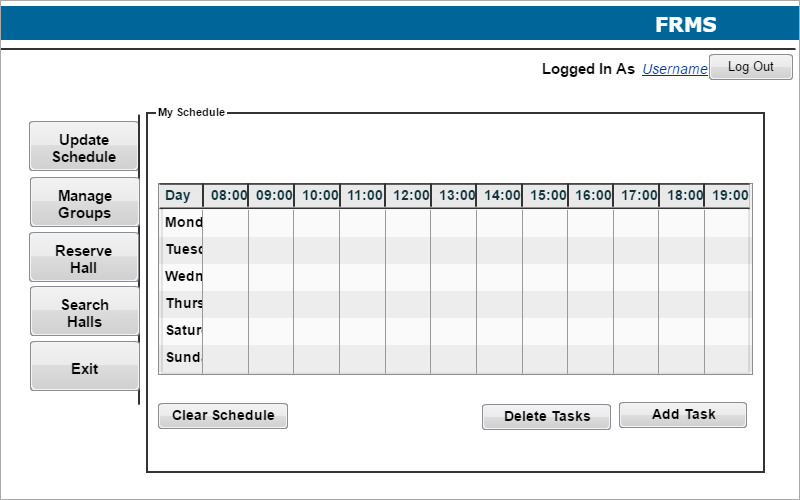 FRMS
Logged In As Username Log Out
My Schedule
Update
Schedule
Manage
Groups
Reserve
Hall
Search
Halls
Exit
Day 08:00 09:00 10:00 11:00 12:00 13:00 14:00 15:00 16:00 17:00 18:00 19:00
Mond
Tuesc
Wedn
Thurs
Satur
Sund
Clear Schedule Delete Tasks Add Task